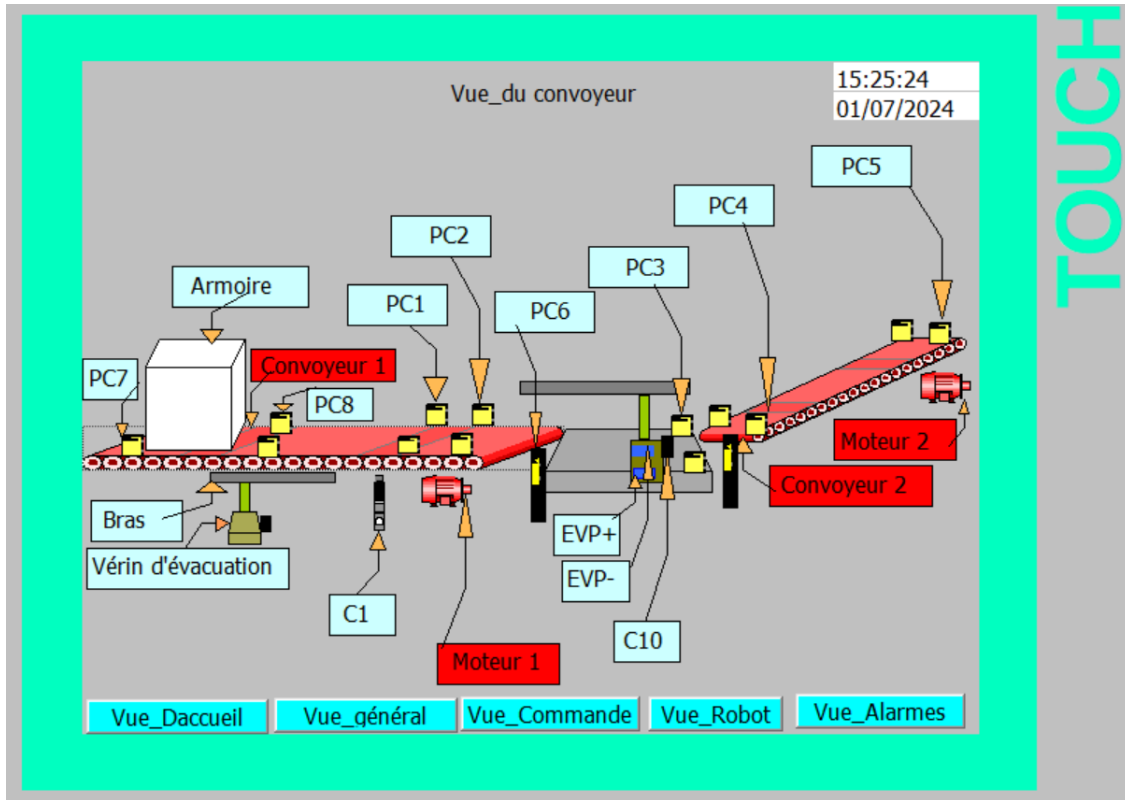 Vue_du convoyeur
15:25:24
01/07/2024
TOUCH
PC5
PC4
PC2
PC3
Armoire
PC1
PC6
Convoyeur 1
PC7
PC8
Moteur 2
Convoyeur 2
Bras
EVP+
Vérin d'évacuation
EVP-
C1
C10
Moteur 1
Vue_Daccueil
Vue_général
Vue_Commande
Vue_Robot
Vue_Alarmes